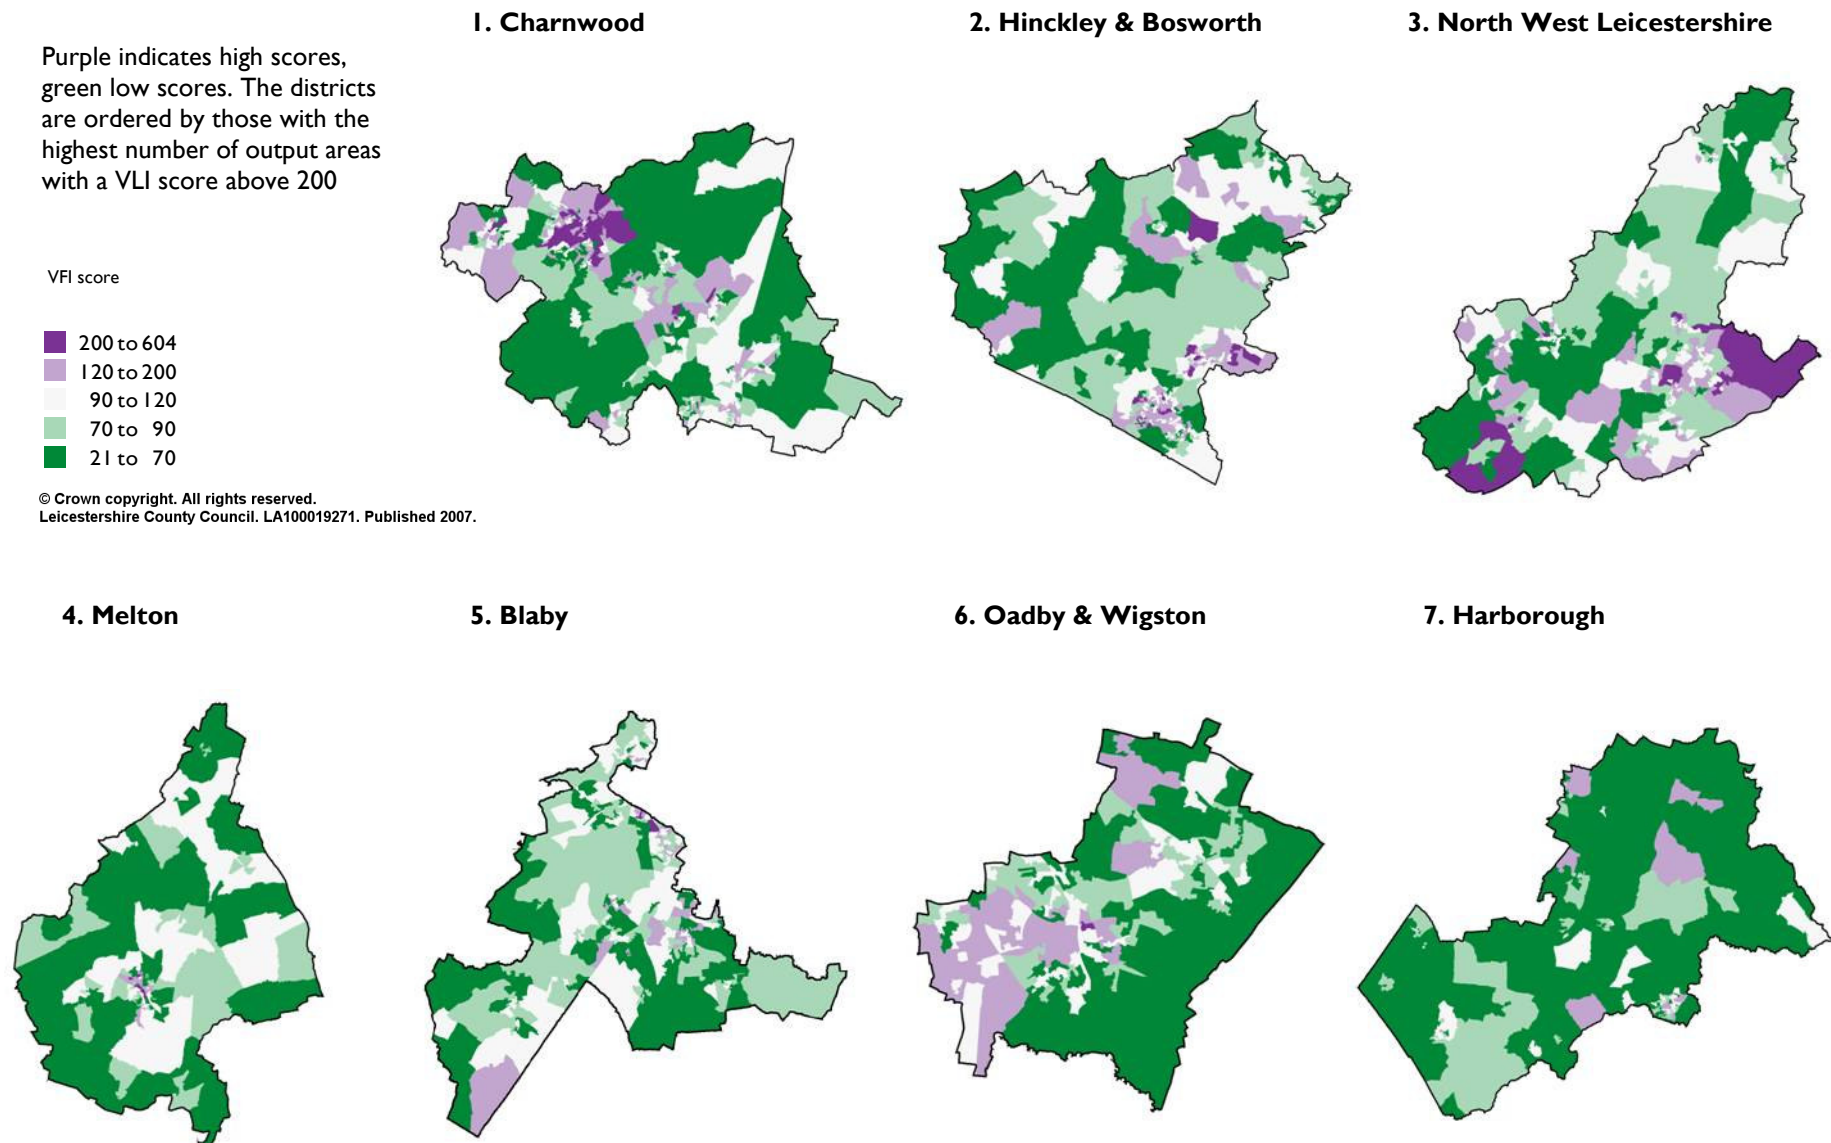 1. Charnwood
2. Hinckley & Bosworth
3. North West Leicestershire
Purple indicates high scores,
green low scores. The districts
are ordered by those with the
highest number of output areas
with a VLI score above 200
VFI score
200 to 604
120 to 200
90 to 120
70 to 90
21 to 70
© Crown copyright. All rights reserved.
Leicestershire County Council. LA100019271. Published 2007.
4. Melton
5. Blaby
6. Oadby & Wigston
7. Harborough